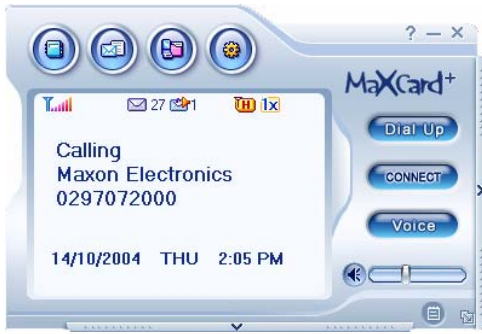 ? — ×
MaXCard+
27 1 H 1x
Dial Up
Calling
Maxon Electronics
CONNECT
0297072000
Voice
14/10/2004 THU 2:05 PM